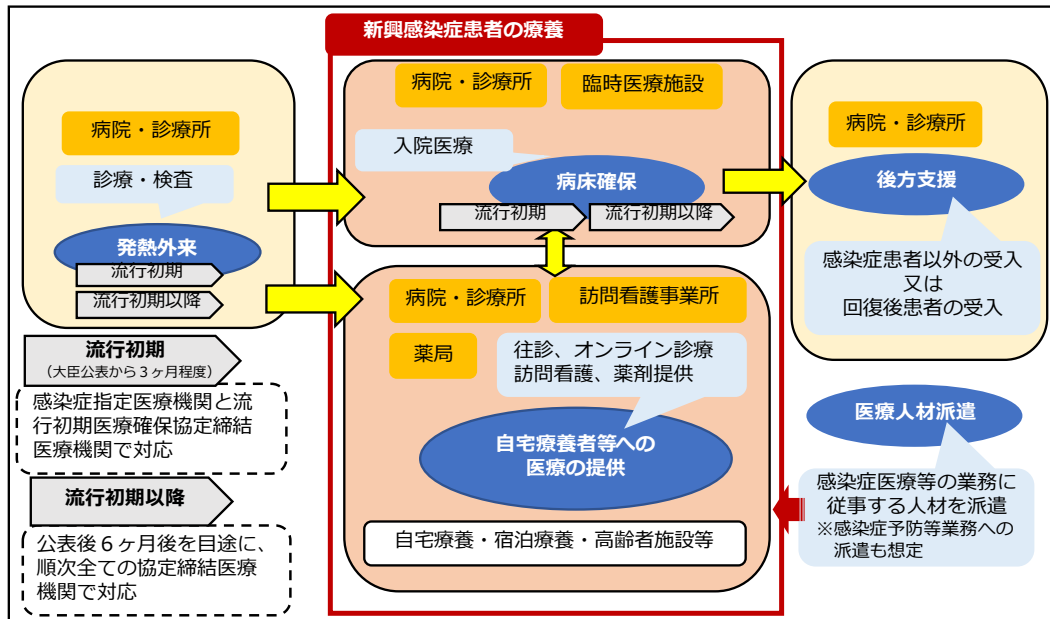 新興感染症患者の療養
病院・診療所
診療・検査
発熱外来
流行初期
流行初期以降
流行初期
（大臣公表から３ヶ月程度）
感染症指定医療機関と流
行初期医療確保協定締結
医療機関で対応
流行初期以降
公表後６ヶ月後を目途に、
順次全ての協定締結医療
機関で対応
病院・診療所
臨時医療施設
入院医療
病床確保
流行初期
流行初期以降
病院・診療所
訪問看護事業所
薬局
往診、オンライン診療
訪問看護、薬剤提供
自宅療養者等への
医療の提供
自宅療養・宿泊療養・高齢者施設等
病院・診療所
後方支援
感染症患者以外の受入
又は
回復後患者の受入
医療人材派遣
感染症医療等の業務に
従事する人材を派遣
※感染症予防等業務への
派遣も想定